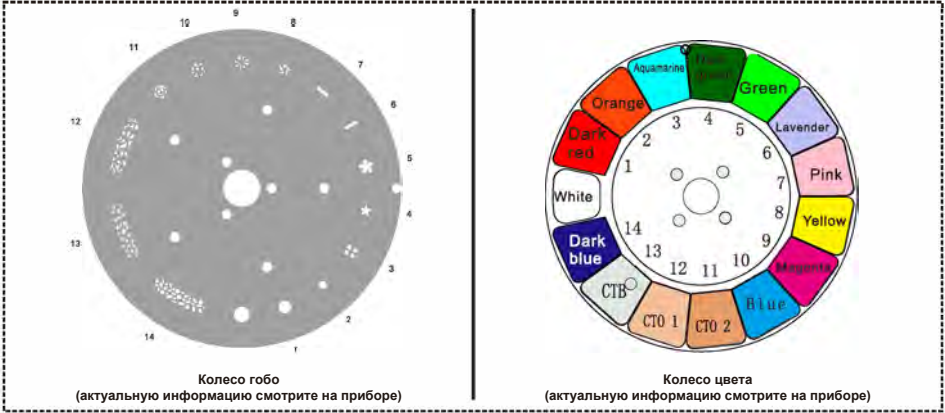 9
10
8
11
7
12
6
5
4
13
3
14
2
1
Колесо гобо
(актуальную информацию смотрите на приборе)
Aquamarine
Green
Orange
Lavender
Dark
red
Pink
White
Yellow
Dark
blue
Magenta
CTB
Blue
CTO 1
CTO 2
1
2
3
4
5
6
7
8
9
10
11
12
13
14
Колесо цвета
(актуальную информацию смотрите на приборе)